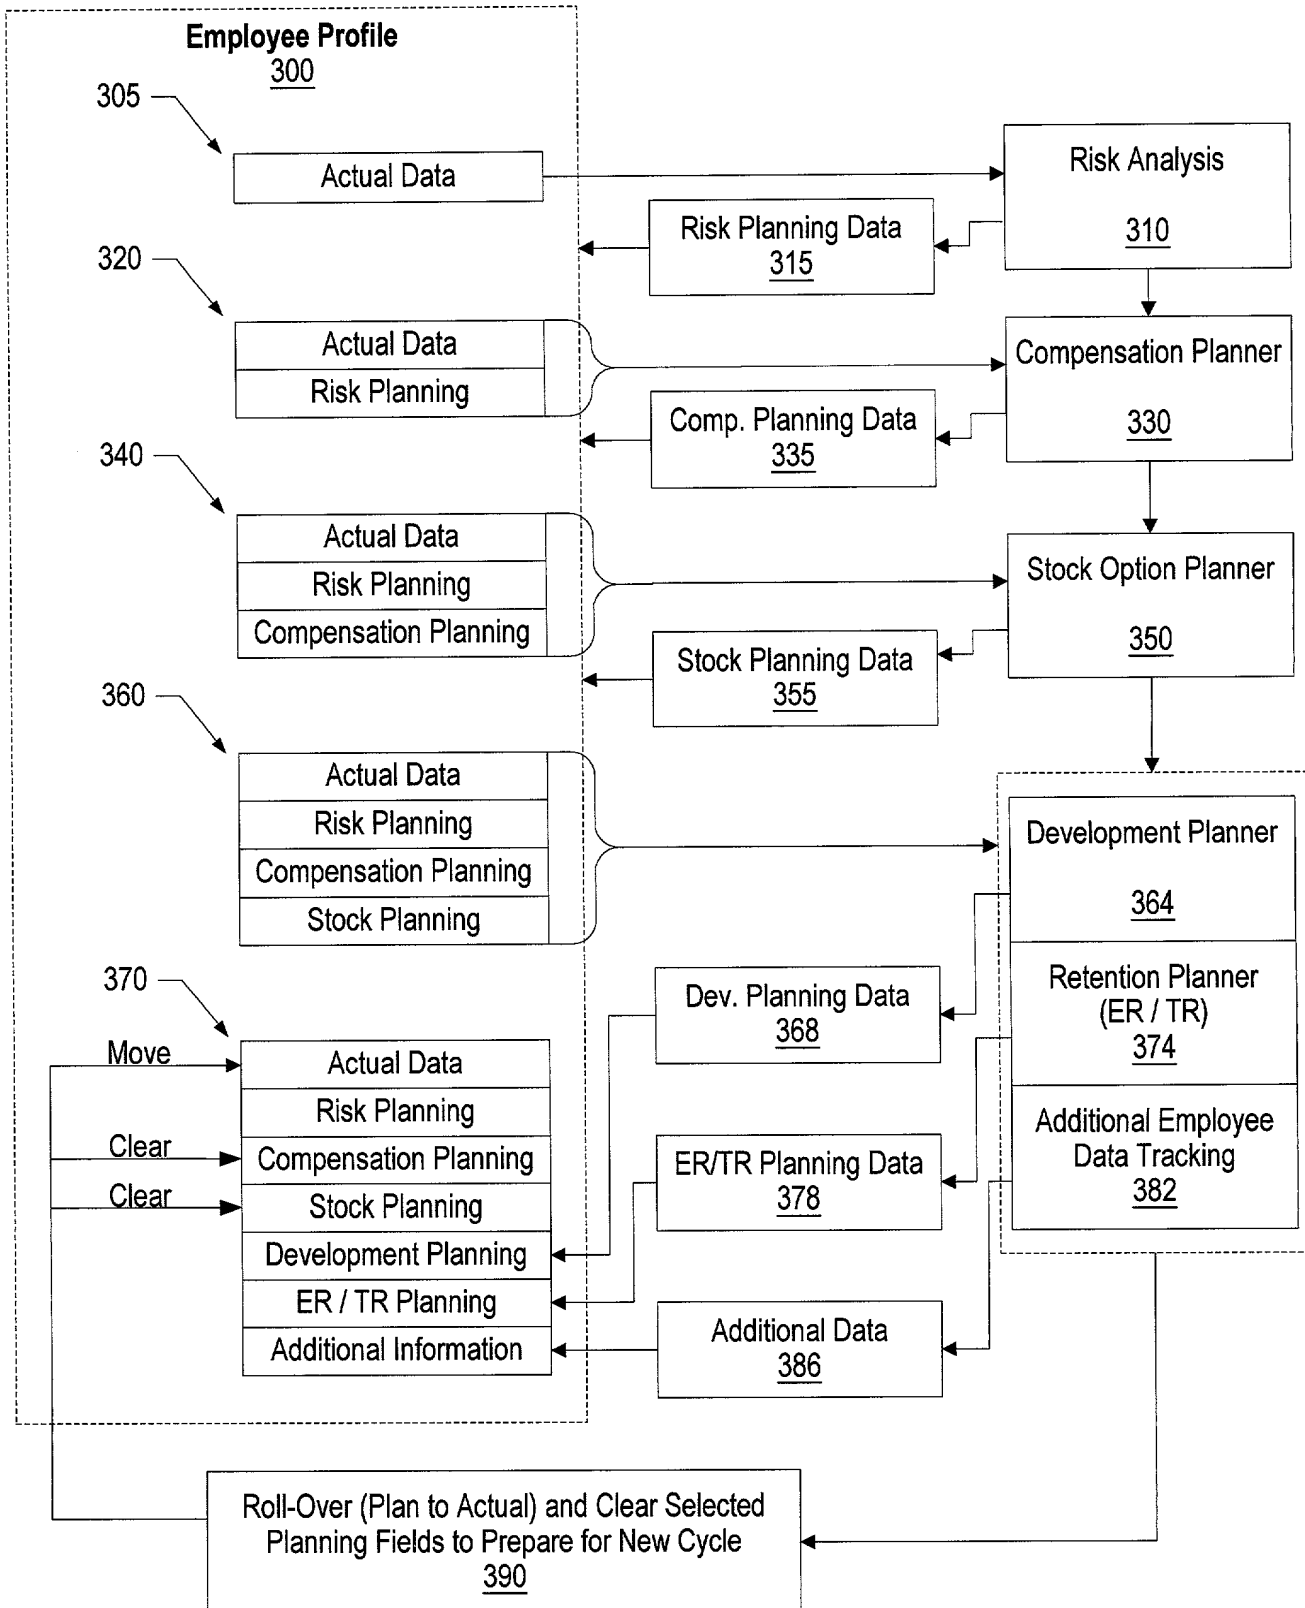 Employee Profile
300
305
Actual Data
Risk Analysis
310
Risk Planning Data
315
320
Actual Data
Risk Planning
Compensation Planner
330
Comp. Planning Data
335
340
Actual Data
Risk Planning
Compensation Planning
Stock Option Planner
350
Stock Planning Data
355
360
Actual Data
Risk Planning
Compensation Planning
Stock Planning
Development Planner
364
Dev. Planning Data
368
Retention Planner
(ER / TR)
374
370
Move
Clear
Clear
Actual Data
Risk Planning
Compensation Planning
Stock Planning
Development Planning
ER / TR Planning
Additional Information
ER/TR Planning Data
378
Additional Employee
Data Tracking
382
Additional Data
386
Roll-Over (Plan to Actual) and Clear Selected
Planning Fields to Prepare for New Cycle
390